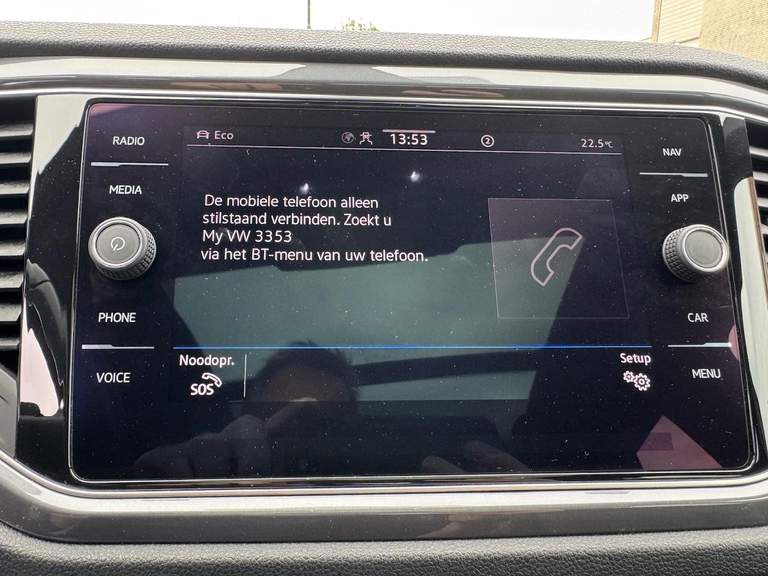 RADIO
MEDIA
PHONE
VOICE
Eco
13:53
2
22.5°C
NAV
APP
CAR
MENU
De mobiele telefoon alleen
stilstaand verbinden. Zoekt u
My VW 3353
via het BT-menu van uw telefoon.
Noodopr.
SOS
Setup